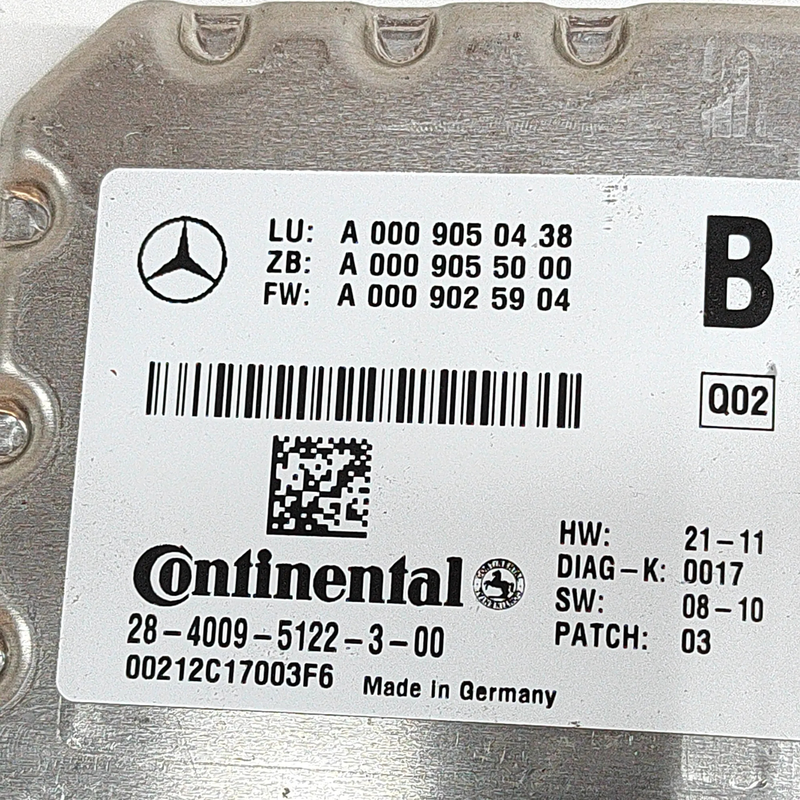 LU: A 000 905 04 38
ZB: A 000 905 50 00
FW: A 000 902 59 04
B
Q02
Continental
28-4009-5122-3-00
00212C17003F6
Made in Germany
HW: 21-11
DIAG-K: 0017
SW: 08-10
PATCH: 03